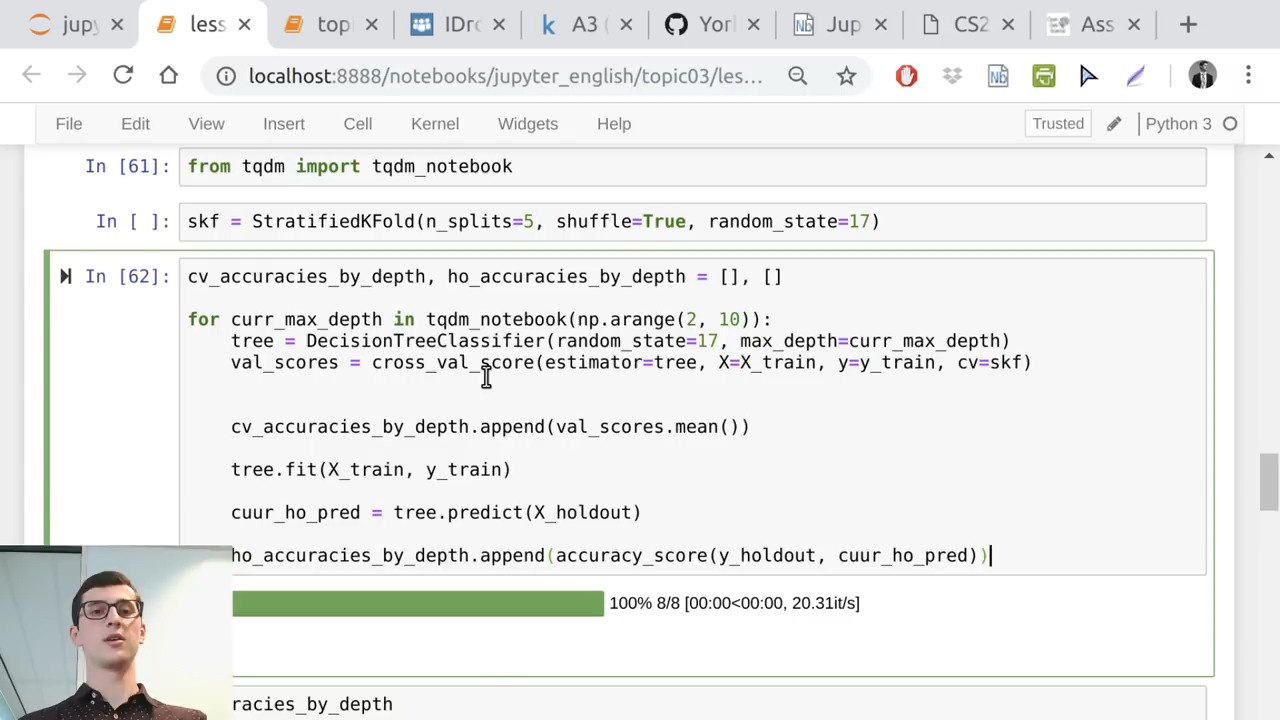 jupy
less
top
IDro
A3 (
Yorl
Jup
CS2
Ass
localhost:8888/notebooks/jupyter_english/topic03/les...
File Edit View Insert Cell Kernel Widgets Help Trusted Python 3
In [61]: from tqdm import tqdm_notebook
In [ ]: skf = StratifiedKFold(n_splits=5, shuffle=True, random_state=17)
In [62]: cv_accuracies_by_depth, ho_accuracies_by_depth = [], []
for curr_max_depth in tqdm_notebook(np.arange(2, 10)):
tree = DecisionTreeClassifier(random_state=17, max_depth=curr_max_depth)
val_scores = cross_val_score(estimator=tree, X=X_train, y=y_train, cv=skf)
cv_accuracies_by_depth.append(val_scores.mean())
tree.fit(X_train, y_train)
cuur_ho_pred = tree.predict(X_holdout)
ho_accuracies_by_depth.append(accuracy_score(y_holdout, cuur_ho_pred))
100% 8/8 [00:00<00:00, 20.31it/s]
racies_by_depth